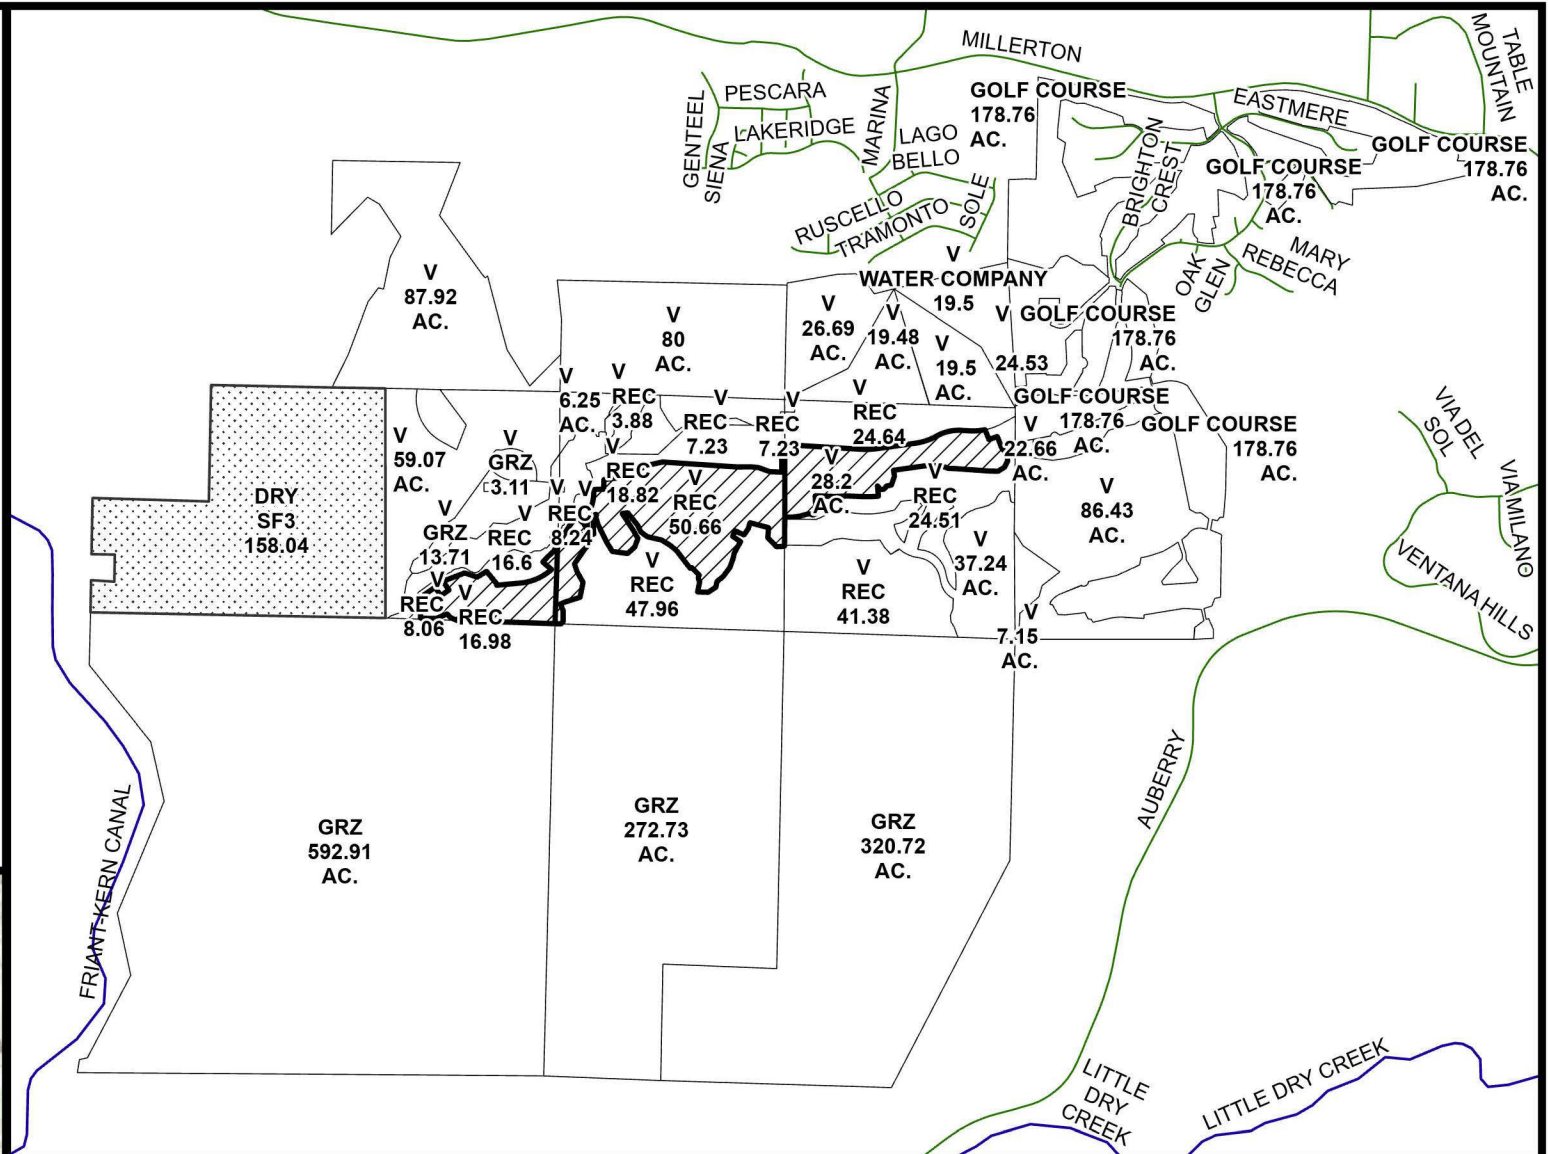 MILLERTON
TABLE
MOUNTAIN
PESCARA
GENTEEL
SIENA
LAKERIDGE
MARINA
LAGO
BELLO
GOLF COURSE
178.76
AC.
EASTMERE
GOLF COURSE
178.76
AC.
BRIGHTON
CREST
GOLF COURSE
178.76
AC.
RUSCELLO
TRAMONTO
SOLE
MARY
REBECCA
OAK
GLEN
V
87.92
AC.
V
WATER COMPANY
19.5
V
80
AC.
V
26.69
AC.
V
19.48
AC.
V
19.5
AC.
V
24.53
GOLF COURSE
178.76
AC.
GOLF COURSE
178.76
AC.
GOLF COURSE
178.76
AC.
V
6.25
AC.
V
REC
3.88
V
REC
7.23
V
REC
7.23
V
REC
24.64
V
22.66
AC.
V
59.07
AC.
V
GRZ
3.11
V
REC
18.82
V
REC
50.66
V
28.2
AC.
V
REC
24.51
V
86.43
AC.
DRY
SF3
158.04
V
GRZ
13.71
V
REC
16.6
V
V
REC
8.24
V
REC
47.96
V
REC
41.38
V
37.24
AC.
V
REC
8.06
V
REC
16.98
V
7.15
AC.
VIA DEL
SOL
VIA MILANO
VENTANA HILLS
GRZ
592.91
AC.
GRZ
272.73
AC.
GRZ
320.72
AC.
AUBERRY
FRIANT-KERN CANAL
LITTLE
DRY
CREEK
LITTLE DRY CREEK